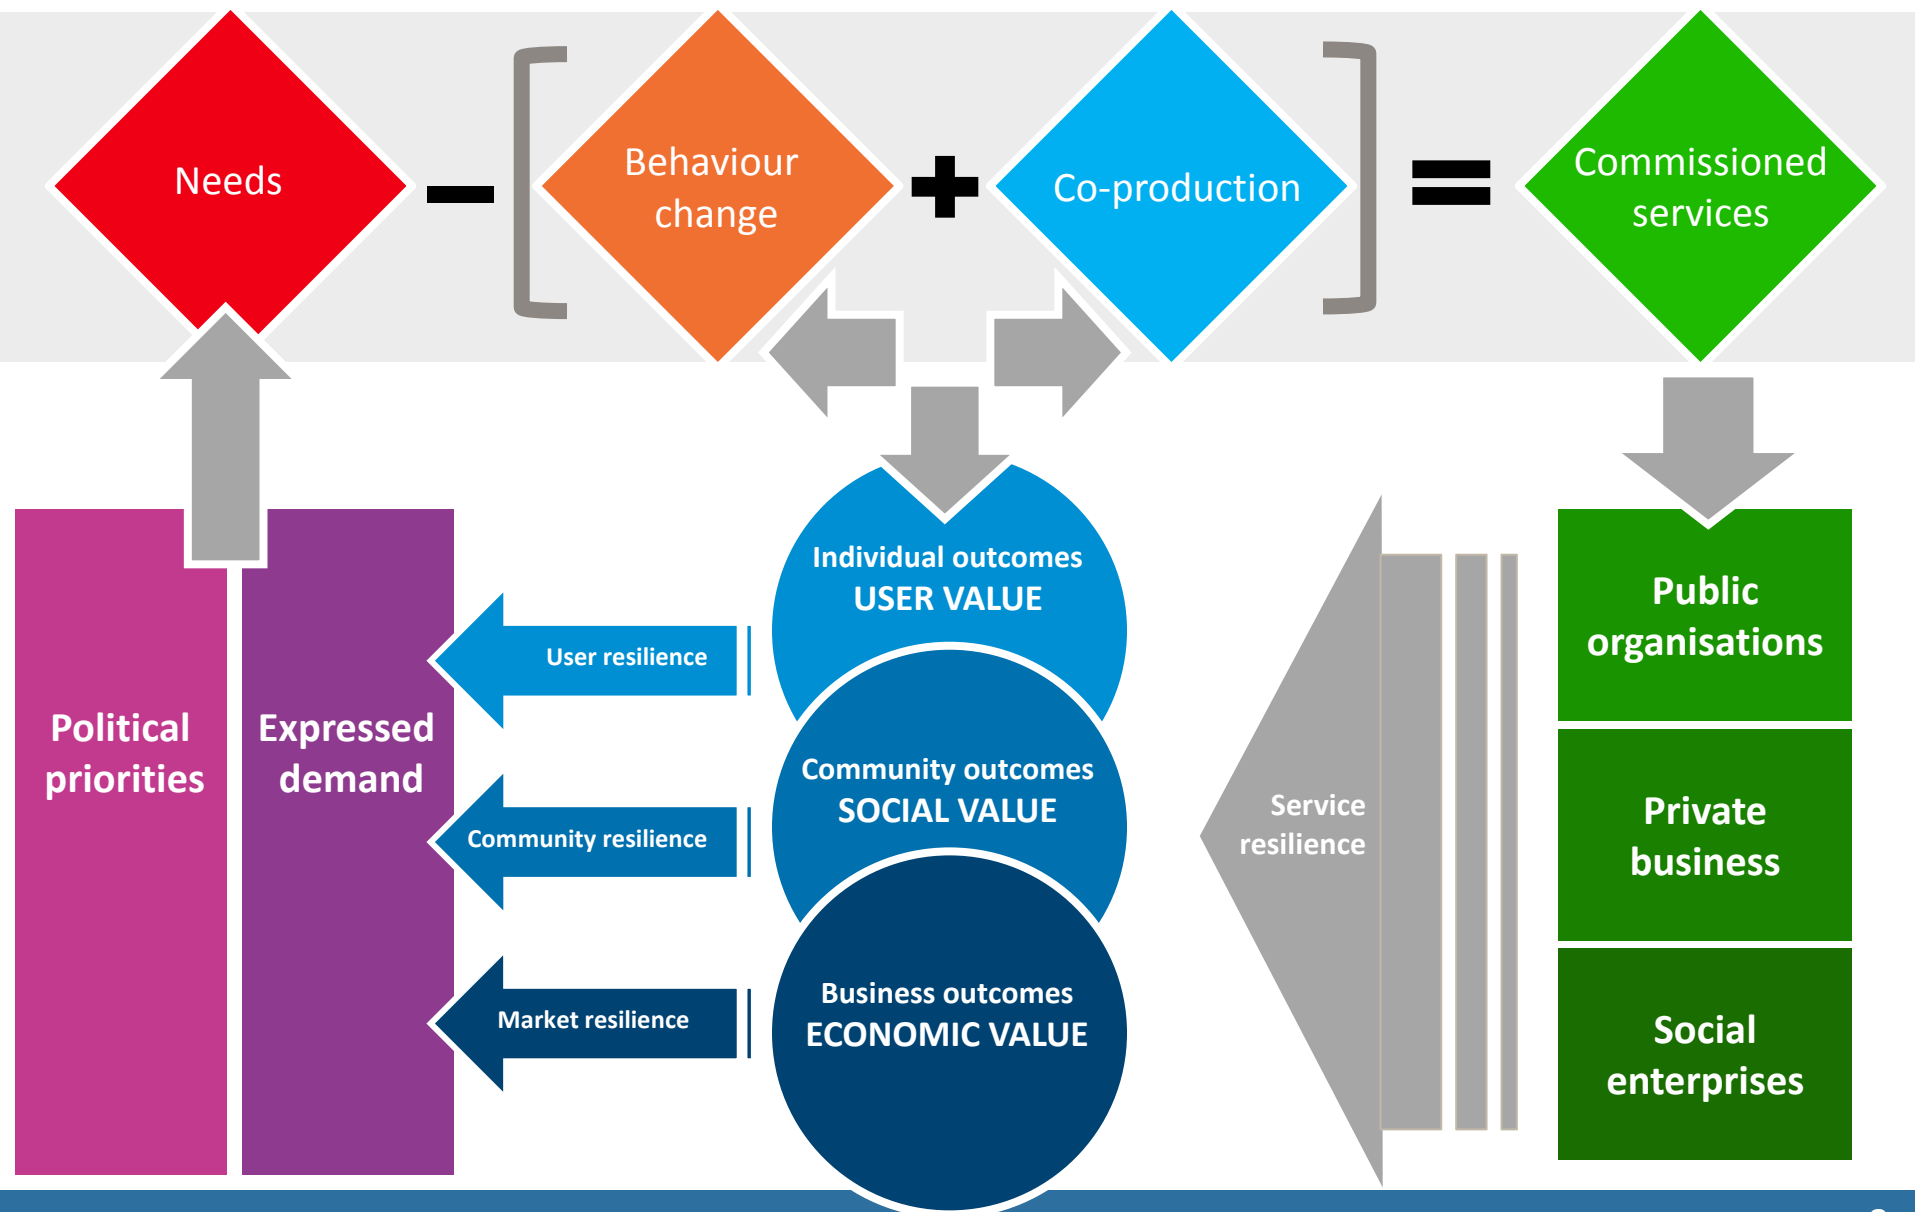 Needs
Behaviour
change
Co-production
Commissioned
services
Political
priorities
Expressed
demand
User resilience
Community resilience
Market resilience
Individual outcomes
USER VALUE
Community outcomes
SOCIAL VALUE
Business outcomes
ECONOMIC VALUE
Service
resilience
Public
organisations
Private
business
Social
enterprises